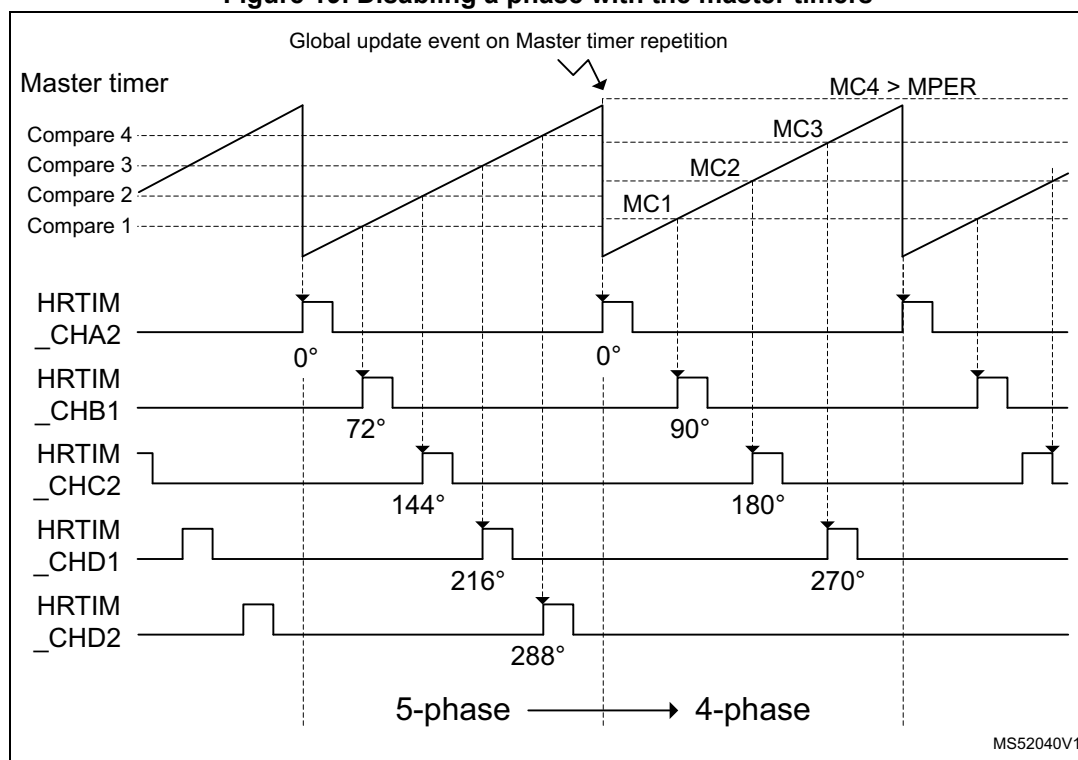 Figure 10. Disabling a phase with the master timers
Global update event on Master timer repetition
Master timer
MC4 > MPER
Compare 4
MC3
Compare 3
MC2
Compare 2
MC1
Compare 1
HRTIM
_CHA2
0°
0°
HRTIM
_CHB1
72°
90°
HRTIM
_CHC2
144°
180°
HRTIM
_CHD1
216°
270°
HRTIM
_CHD2
288°
5-phase
4-phase
MS52040V1